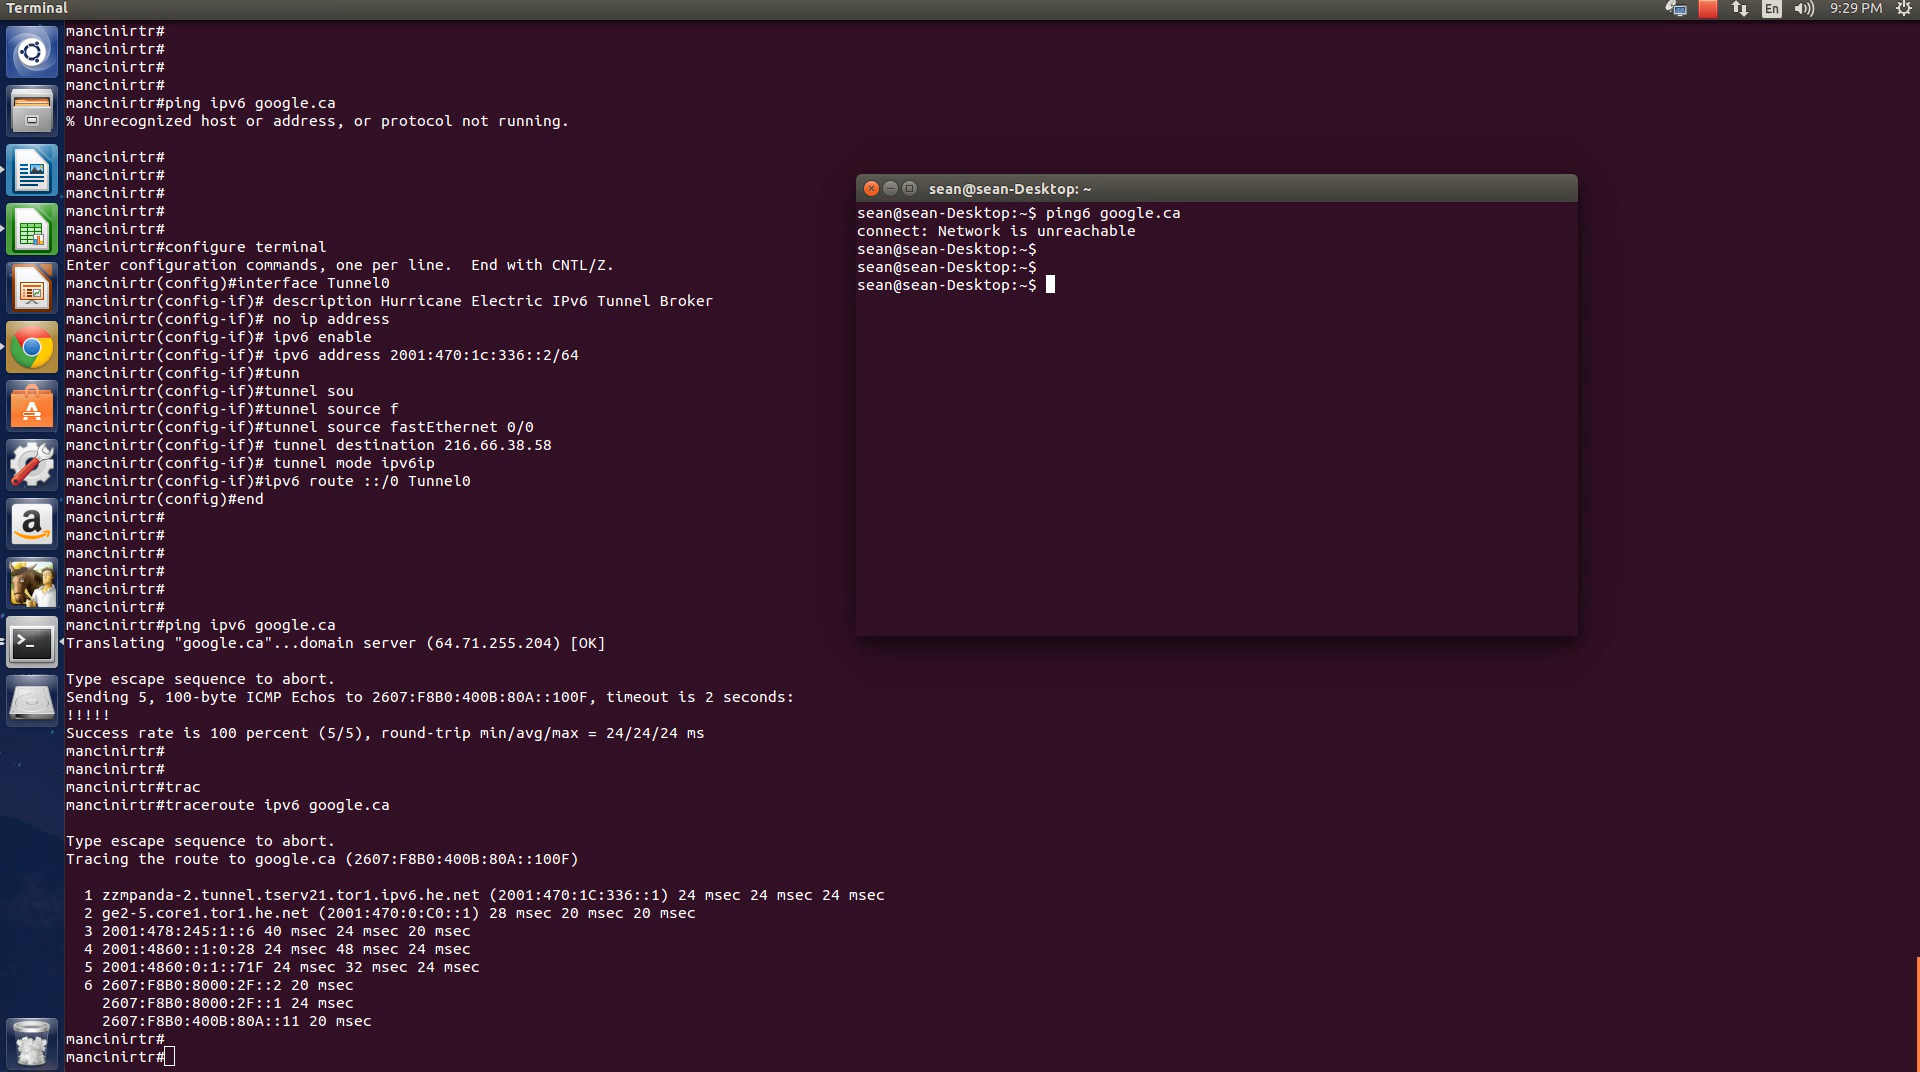 Terminal
En
9:29 PM
mancinirtr#
mancinirtr#
mancinirtr#
mancinirtr#
mancinirtr#ping ipv6 google.ca
% Unrecognized host or address, or protocol not running.
mancinirtr#
mancinirtr#
mancinirtr#
mancinirtr#
mancinirtr#
mancinirtr#configure terminal
Enter configuration commands, one per line.  End with CNTL/Z.
mancinirtr(config)#interface Tunnel0
mancinirtr(config-if)# description Hurricane Electric IPv6 Tunnel Broker
mancinirtr(config-if)# no ip address
mancinirtr(config-if)# ipv6 enable
mancinirtr(config-if)# ipv6 address 2001:470:1c:336::2/64
mancinirtr(config-if)#tunn
mancinirtr(config-if)#tunnel sou
mancinirtr(config-if)#tunnel source f
mancinirtr(config-if)#tunnel source fastEthernet 0/0
mancinirtr(config-if)# tunnel destination 216.66.38.58
mancinirtr(config-if)# tunnel mode ipv6ip
mancinirtr(config-if)#ipv6 route ::/0 Tunnel0
mancinirtr(config)#end
mancinirtr#
mancinirtr#
mancinirtr#
mancinirtr#
mancinirtr#
mancinirtr#
mancinirtr#ping ipv6 google.ca
Translating "google.ca"...domain server (64.71.255.204) [OK]
Type escape sequence to abort.
Sending 5, 100-byte ICMP Echos to 2607:F8B0:400B:80A::100F, timeout is 2 seconds:
!!!!!
Success rate is 100 percent (5/5), round-trip min/avg/max = 24/24/24 ms
mancinirtr#
mancinirtr#
mancinirtr#trac
mancinirtr#traceroute ipv6 google.ca
Type escape sequence to abort.
Tracing the route to google.ca (2607:F8B0:400B:80A::100F)
1 zzmpanda-2.tunnel.tserv21.tor1.ipv6.he.net (2001:470:1C:336::1) 24 msec 24 msec 24 msec
2 ge2-5.core1.tor1.he.net (2001:470:0:C0::1) 28 msec 20 msec 20 msec
3 2001:478:245:1::6 40 msec 24 msec 20 msec
4 2001:4860::1:0:28 24 msec 48 msec 24 msec
5 2001:4860:0:1::71F 24 msec 32 msec 24 msec
6 2607:F8B0:8000:2F::2 20 msec
2607:F8B0:8000:2F::1 24 msec
2607:F8B0:400B:80A::11 20 msec
mancinirtr#
mancinirtr#
sean@sean-Desktop: ~
sean@sean-Desktop:~$ ping6 google.ca
connect: Network is unreachable
sean@sean-Desktop:~$
sean@sean-Desktop:~$
sean@sean-Desktop:~$